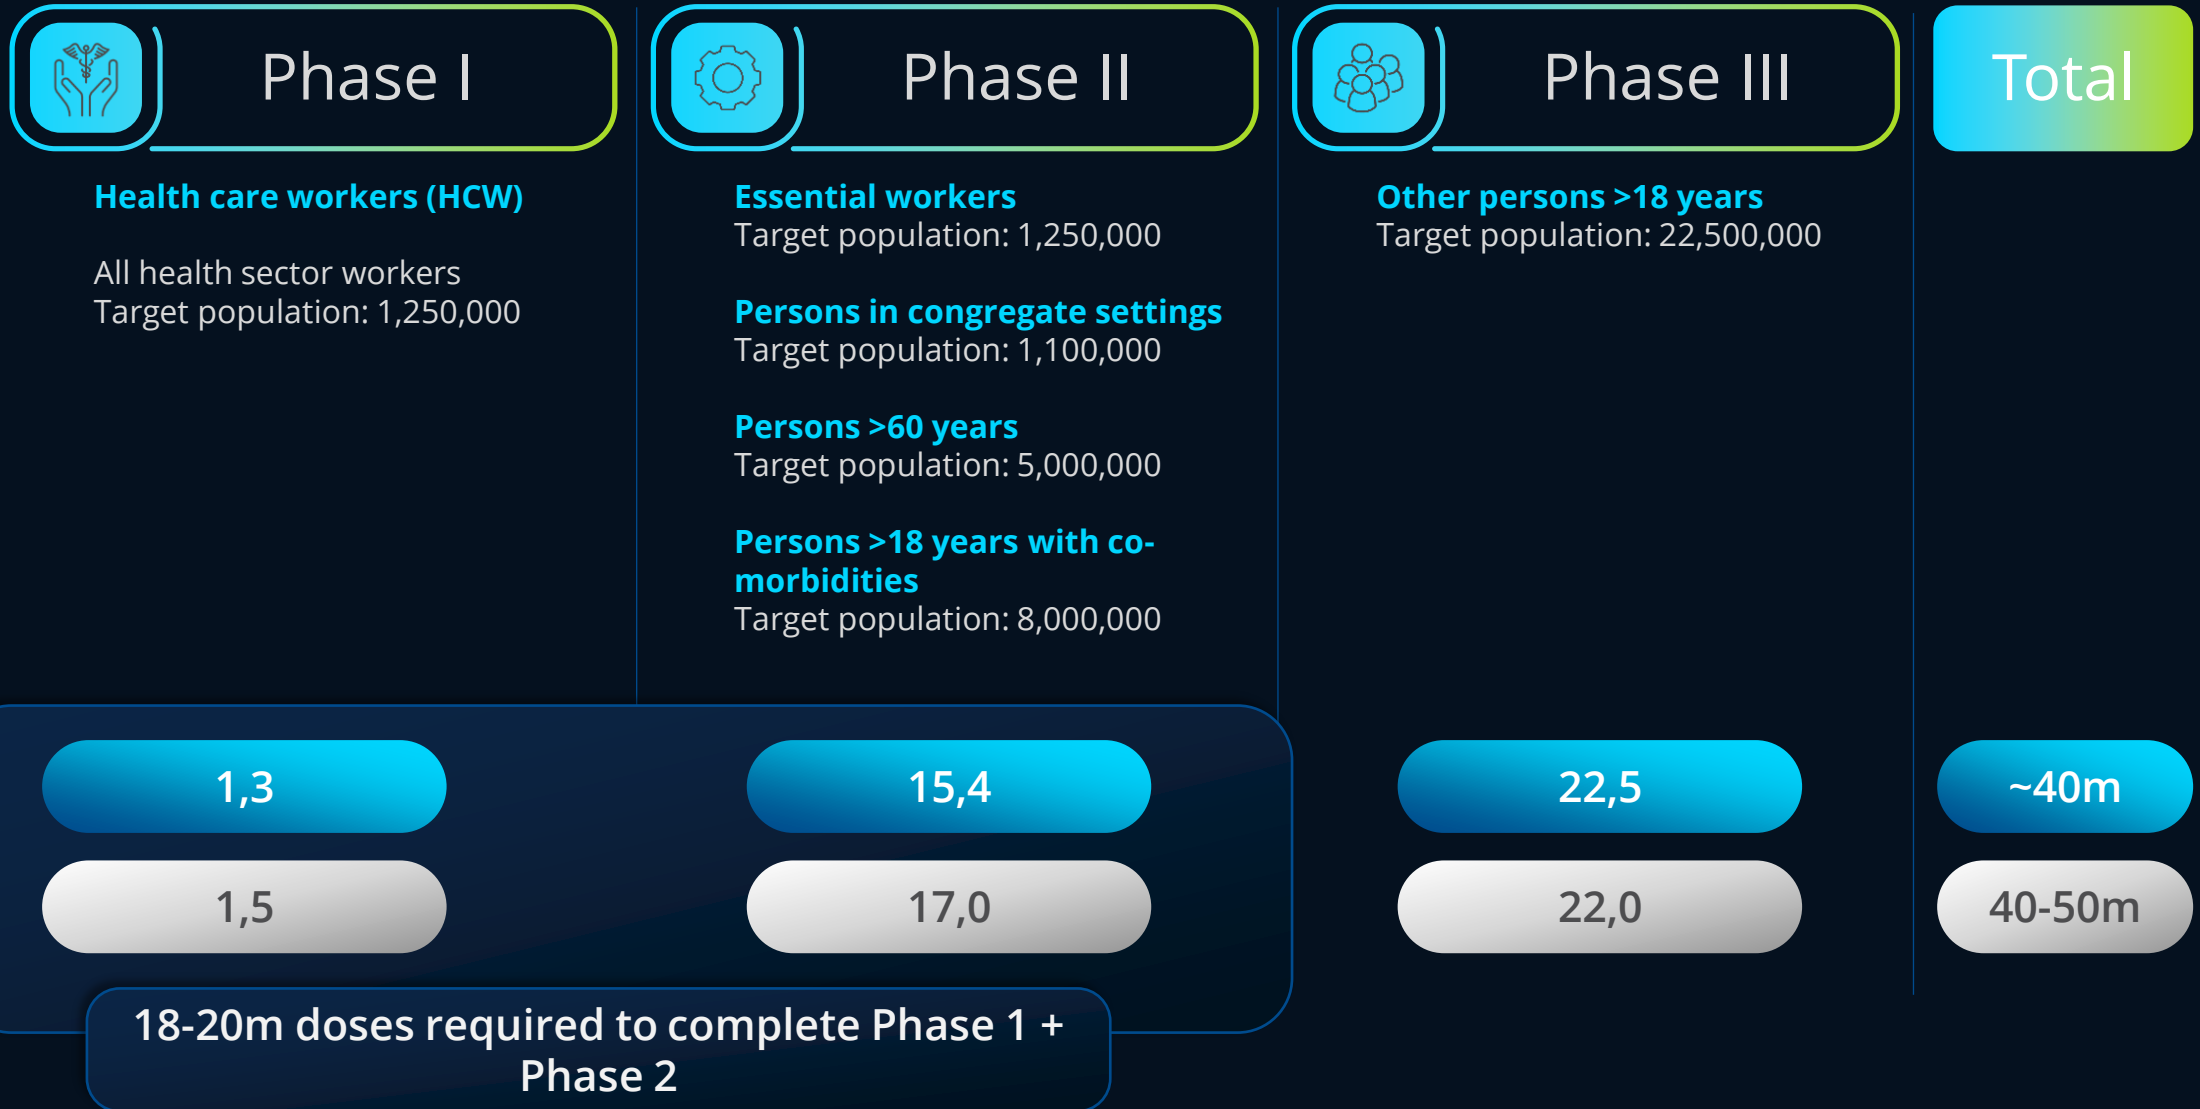 Phase I
Health care workers (HCW)
All health sector workers
Target population: 1,250,000
Phase II
Essential workers
Target population: 1,250,000
Persons in congregate settings
Target population: 1,100,000
Persons >60 years
Target population: 5,000,000
Persons >18 years with co-
morbidities
Target population: 8,000,000
Phase III
Other persons >18 years
Target population: 22,500,000
Total
1,3
15,4
22,5
~40m
1,5
17,0
22,0
40-50m
18-20m doses required to complete Phase 1 +
Phase 2